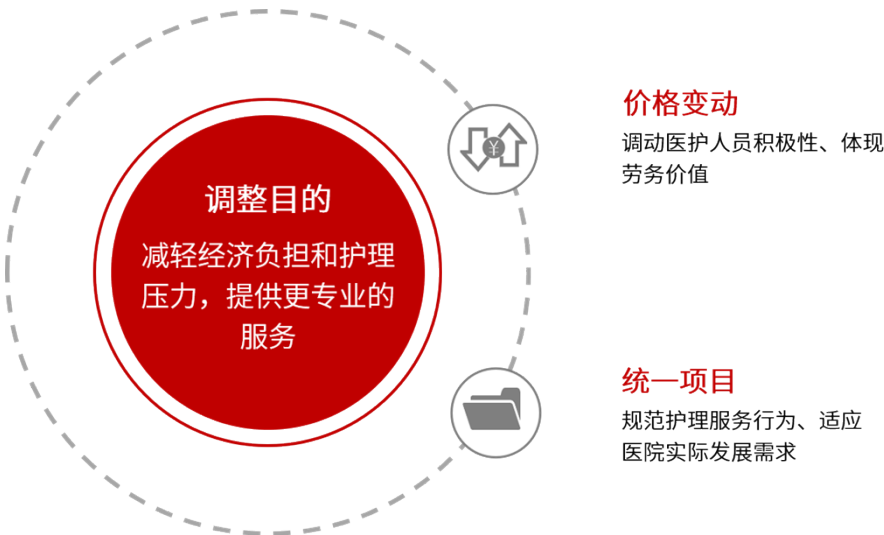 调整目的
减轻经济负担和护理
压力，提供更专业的
服务
¥
价格变动
调动医护人员积极性、体现
劳务价值
统一项目
规范护理服务行为、适应
医院实际发展需求